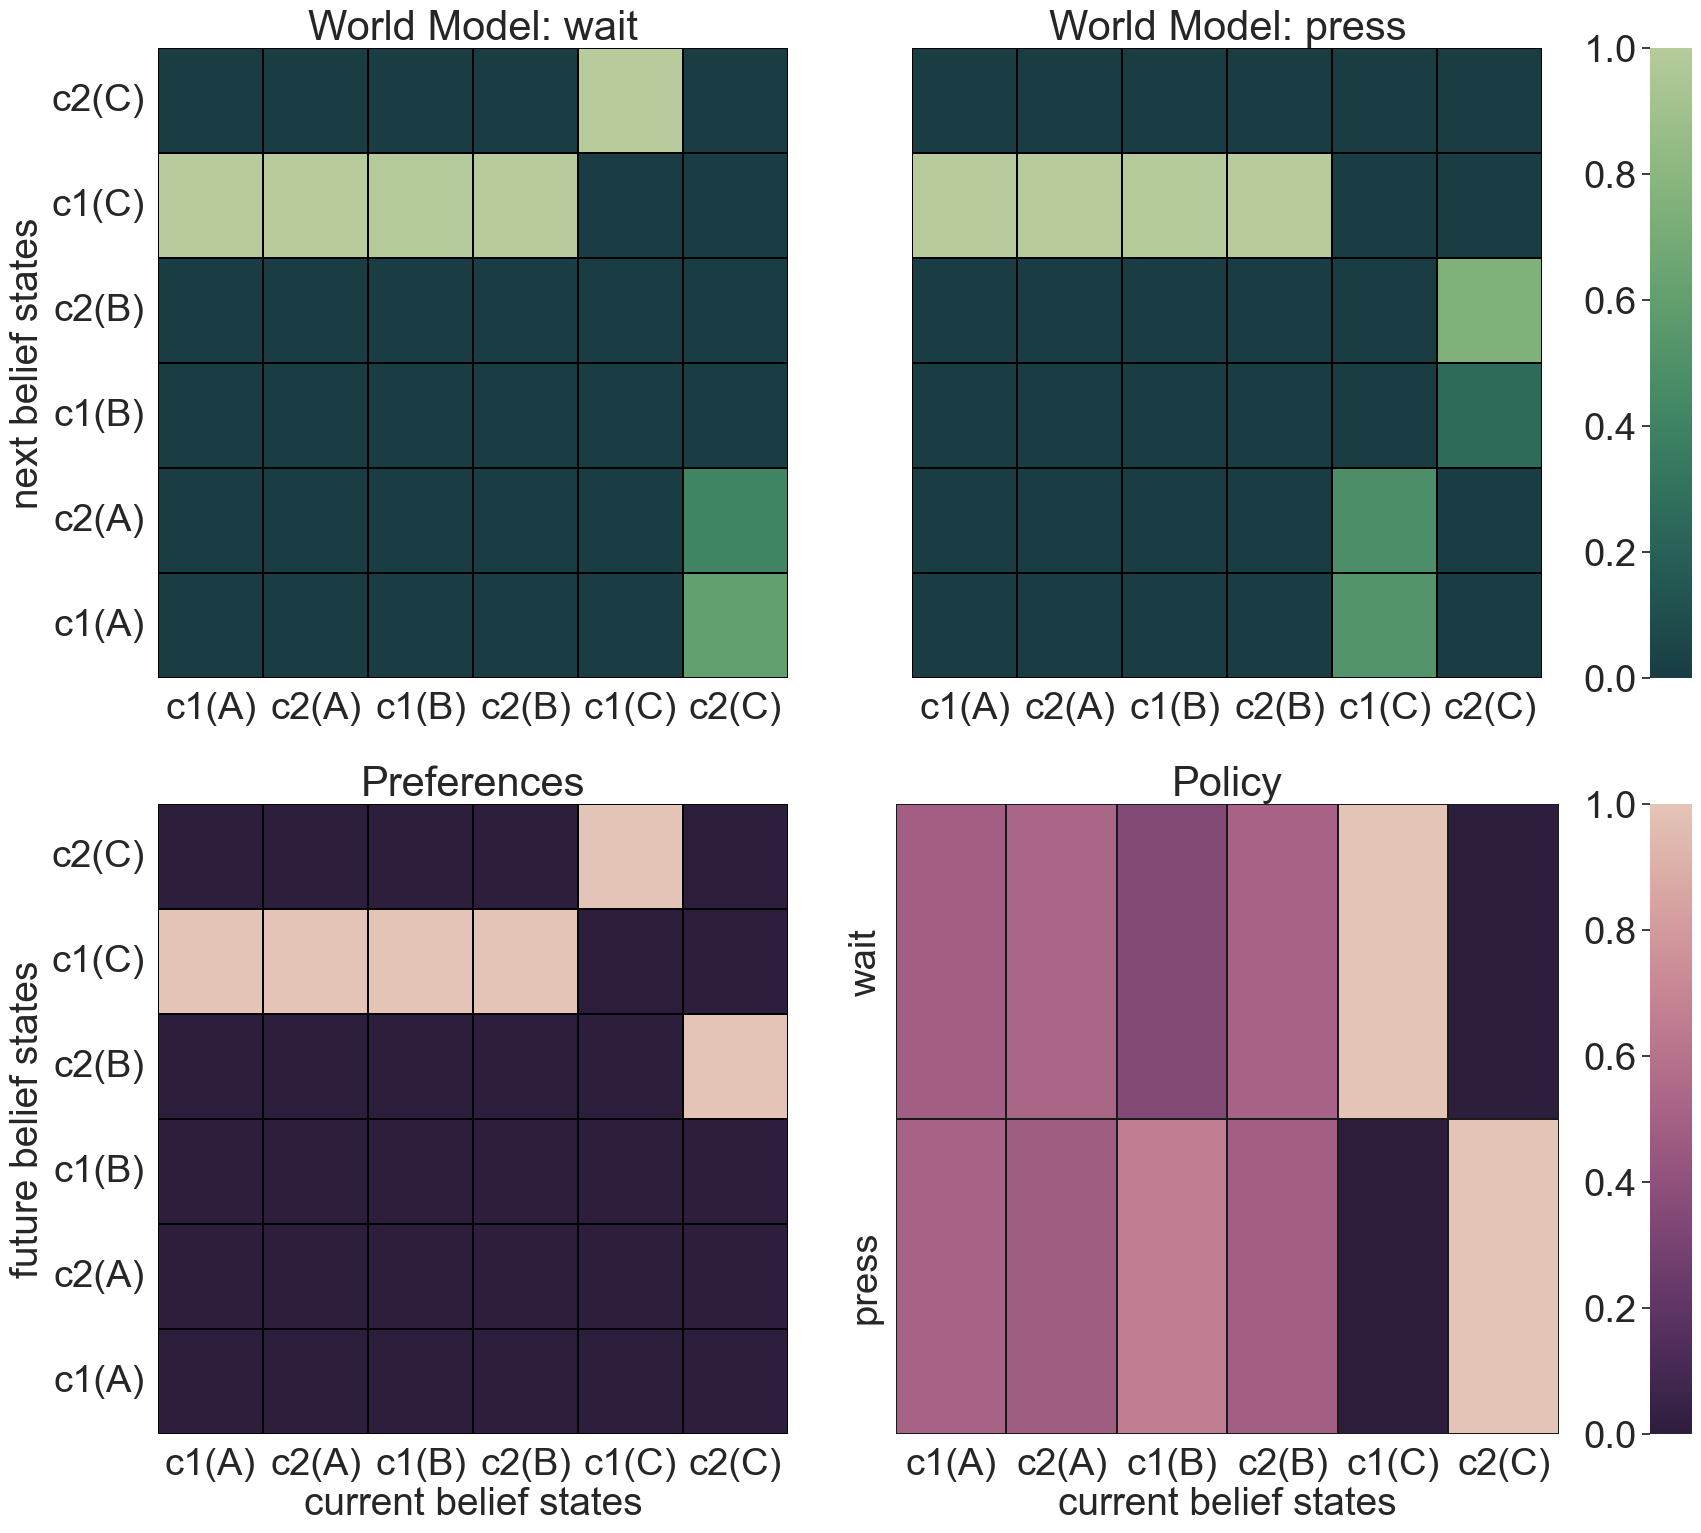 World Model: wait
World Model: press
next belief states
c2(C)
c1(C)
c2(B)
c1(B)
c2(A)
c1(A)
c1(A) c2(A) c1(B) c2(B) c1(C) c2(C)
c1(A) c2(A) c1(B) c2(B) c1(C) c2(C)
1.0
0.8
0.6
0.4
0.2
0.0
Preferences
Policy
future belief states
c2(C)
c1(C)
c2(B)
c1(B)
c2(A)
c1(A)
c1(A) c2(A) c1(B) c2(B) c1(C) c2(C)
current belief states
wait
press
c1(A) c2(A) c1(B) c2(B) c1(C) c2(C)
current belief states
1.0
0.8
0.6
0.4
0.2
0.0